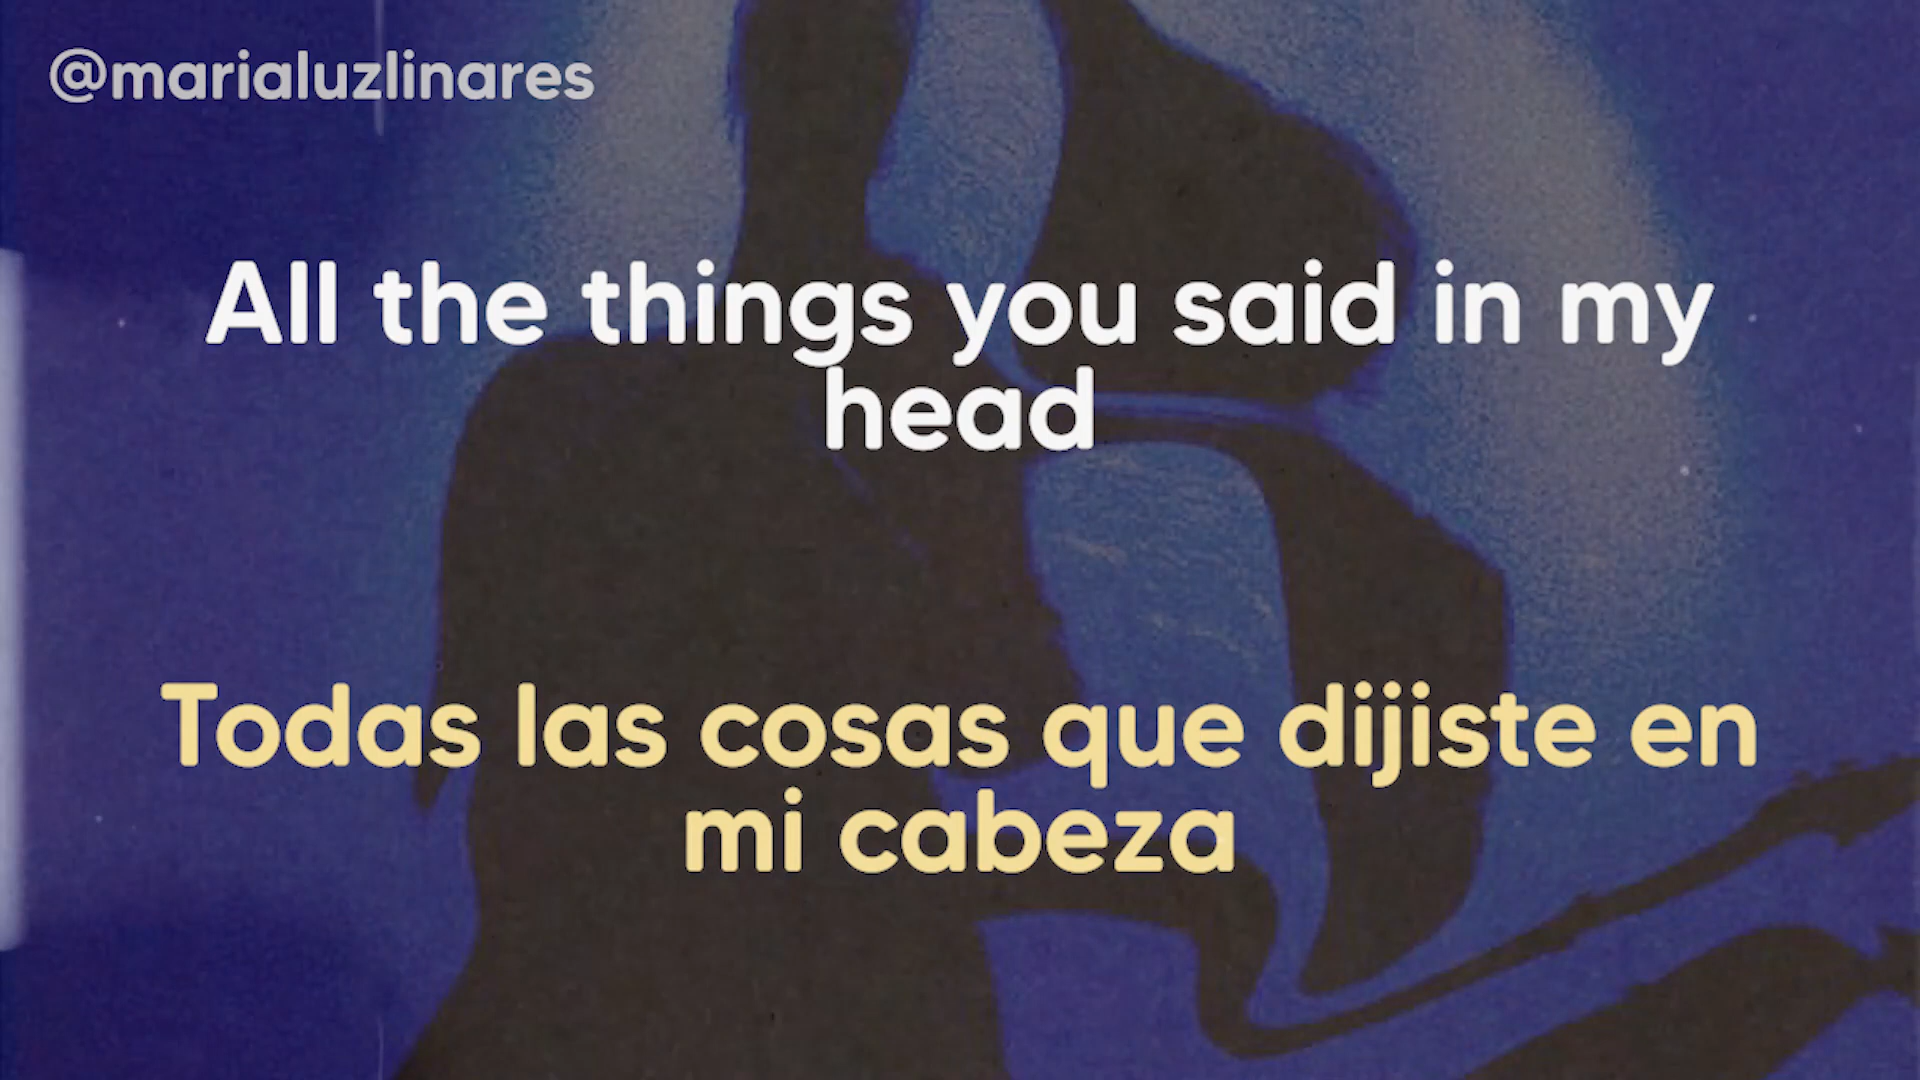 @marialuzlinares
All the things you said in my
head
Todas las cosas que dijiste en
mi cabeza